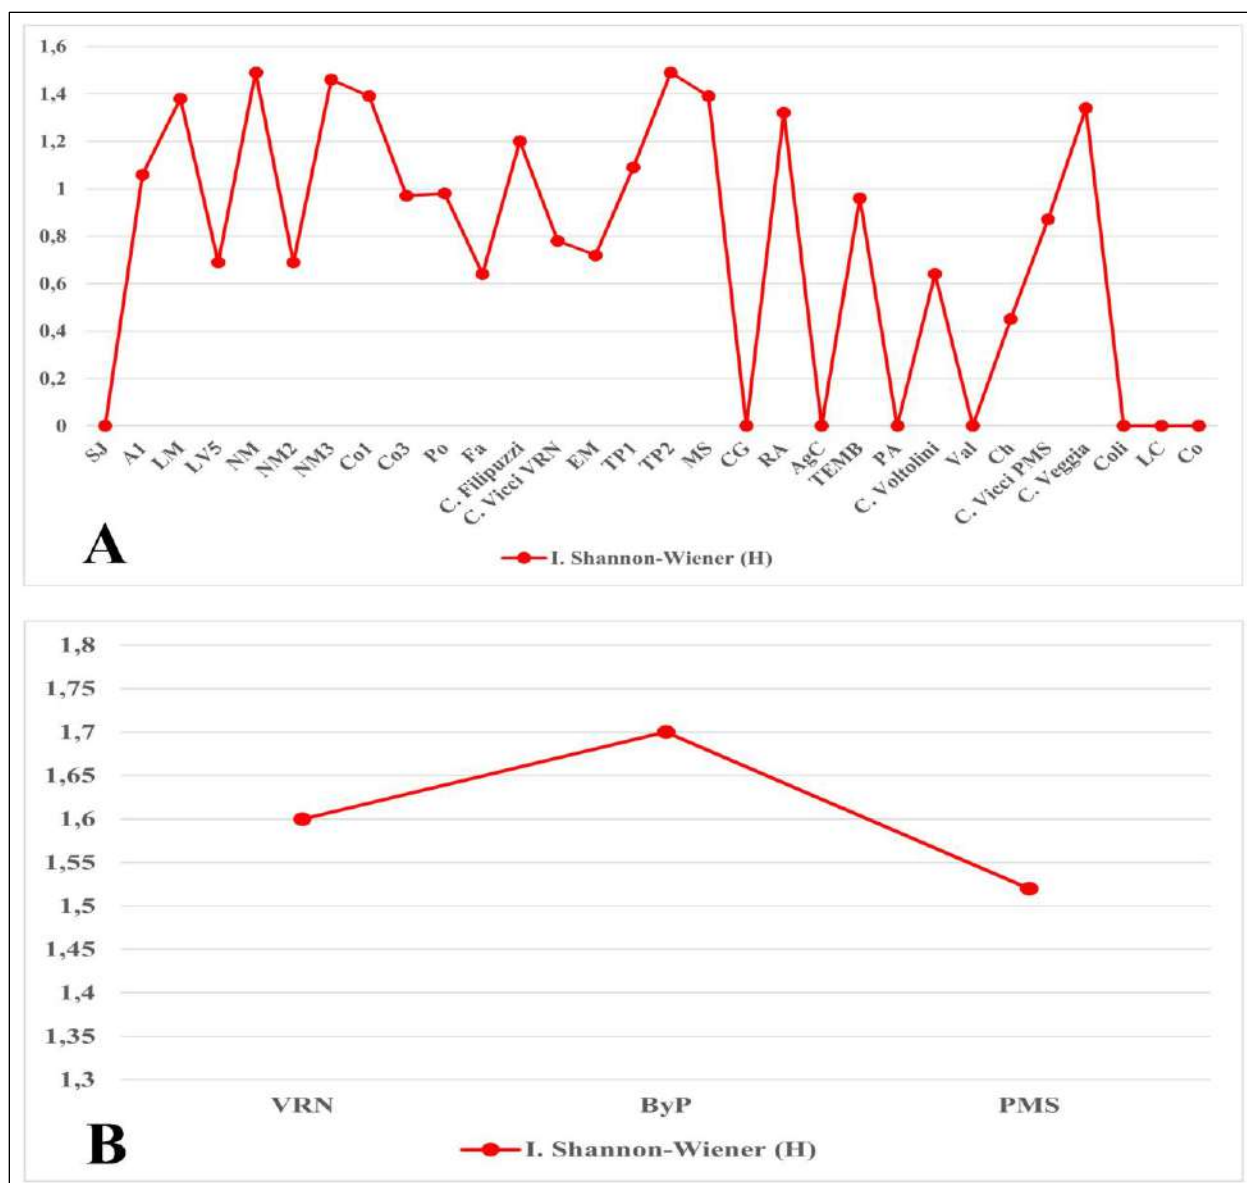 1,6
1,4
1,2
1
0,8
0,6
0,4
0,2
0
SJ
A1
LM
LV5
NM
NM2
NM3
Co1
Co3
Po
Fa
C. Filipuzzi
C. Vicci VRN
EM
TP1
TP2
MS
CG
RA
AgC
TEMB
PA
C. Voltolini
Val
Ch
C. Vicci PMS
C. Veggia
Coli
LC
Co
A
I. Shannon-Wiener (H)
1,8
1,75
1,7
1,65
1,6
1,55
1,5
1,45
1,4
1,35
1,3
VRN ByP PMS
B
I. Shannon-Wiener (H)